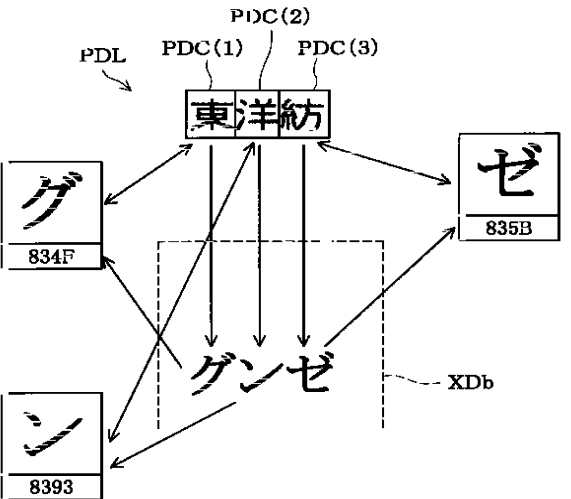 PDC(2)
PDC(1)
PDC(3)
PDL
東洋紡
グ
834F
ゼ
835B
グンゼ
XDb
ン
8393